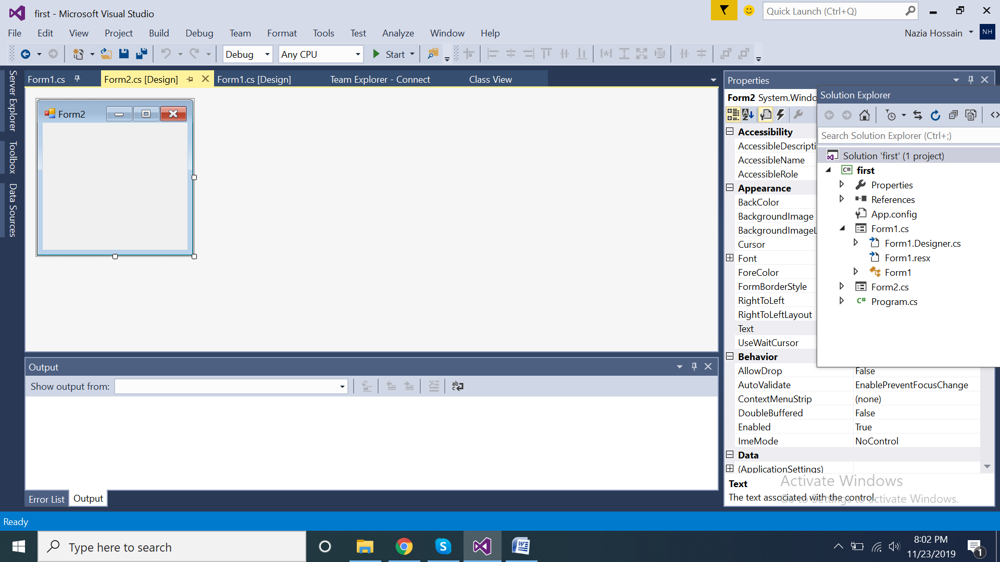 first - Microsoft Visual Studio
Quick Launch (Ctrl+Q)
File Edit View Project Build Debug Team Format Tools Test Analyze Window Help
Nazia Hossain NH
Debug Any CPU Start
Server Explorer
Toolbox
Data Sources
Form1.cs Form2.cs [Design] Form1.cs [Design] Team Explorer - Connect Class View
Form2
Output
Show output from:
Error List Output
Properties
Form2 System.Windo
Accessibility
AccessibleDescripti
AccessibleName
AccessibleRole
Appearance
BackColor
BackgroundImage
BackgroundImageL
Cursor
Font
ForeColor
FormBorderStyle
RightToLeft
RightToLeftLayout
Text
UseWaitCursor
Behavior
AllowDrop False
AutoValidate EnablePreventFocusChange
ContextMenuStrip (none)
DoubleBuffered False
Enabled True
ImeMode NoControl
Data
(ApplicationSettings)
Text
The text associated with the control.
Solution Explorer
Search Solution Explorer (Ctrl+;)
Solution 'first' (1 project)
C# first
Properties
References
App.config
Form1.cs
Form1.Designer.cs
Form1.resx
Form1
Form2.cs
C# Program.cs
Activate Windows
Go to Settings to activate Windows.
Ready
Type here to search
8:02 PM
11/23/2019
1